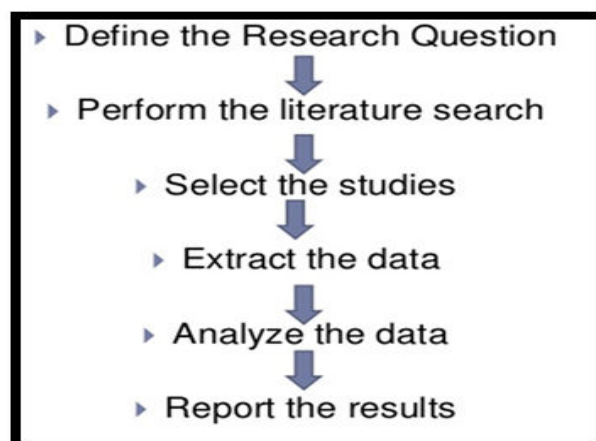 Define the Research Question
Perform the literature search
Select the studies
Extract the data
Analyze the data
Report the results